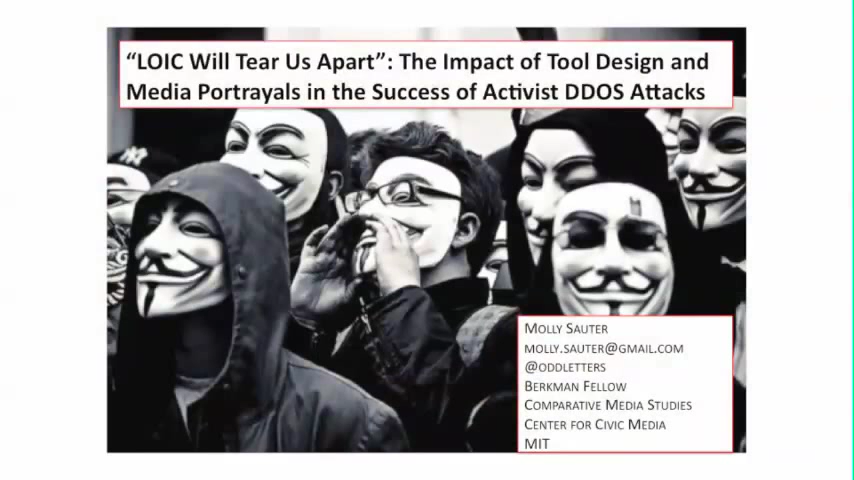 “LOIC Will Tear Us Apart”: The Impact of Tool Design and
Media Portrayals in the Success of Activist DDOS Attacks
MOLLY SAUTER
MOLLY.SAUTER@GMAIL.COM
@ODDLETTERS
BERKMAN FELLOW
COMPARATIVE MEDIA STUDIES
CENTER FOR CIVIC MEDIA
MIT